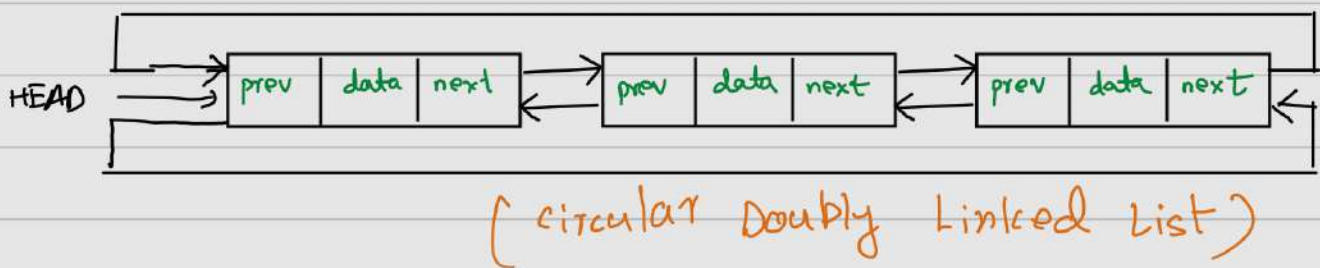 HEAD prev data next prev data next prev data next
(circular Doubly Linked List)